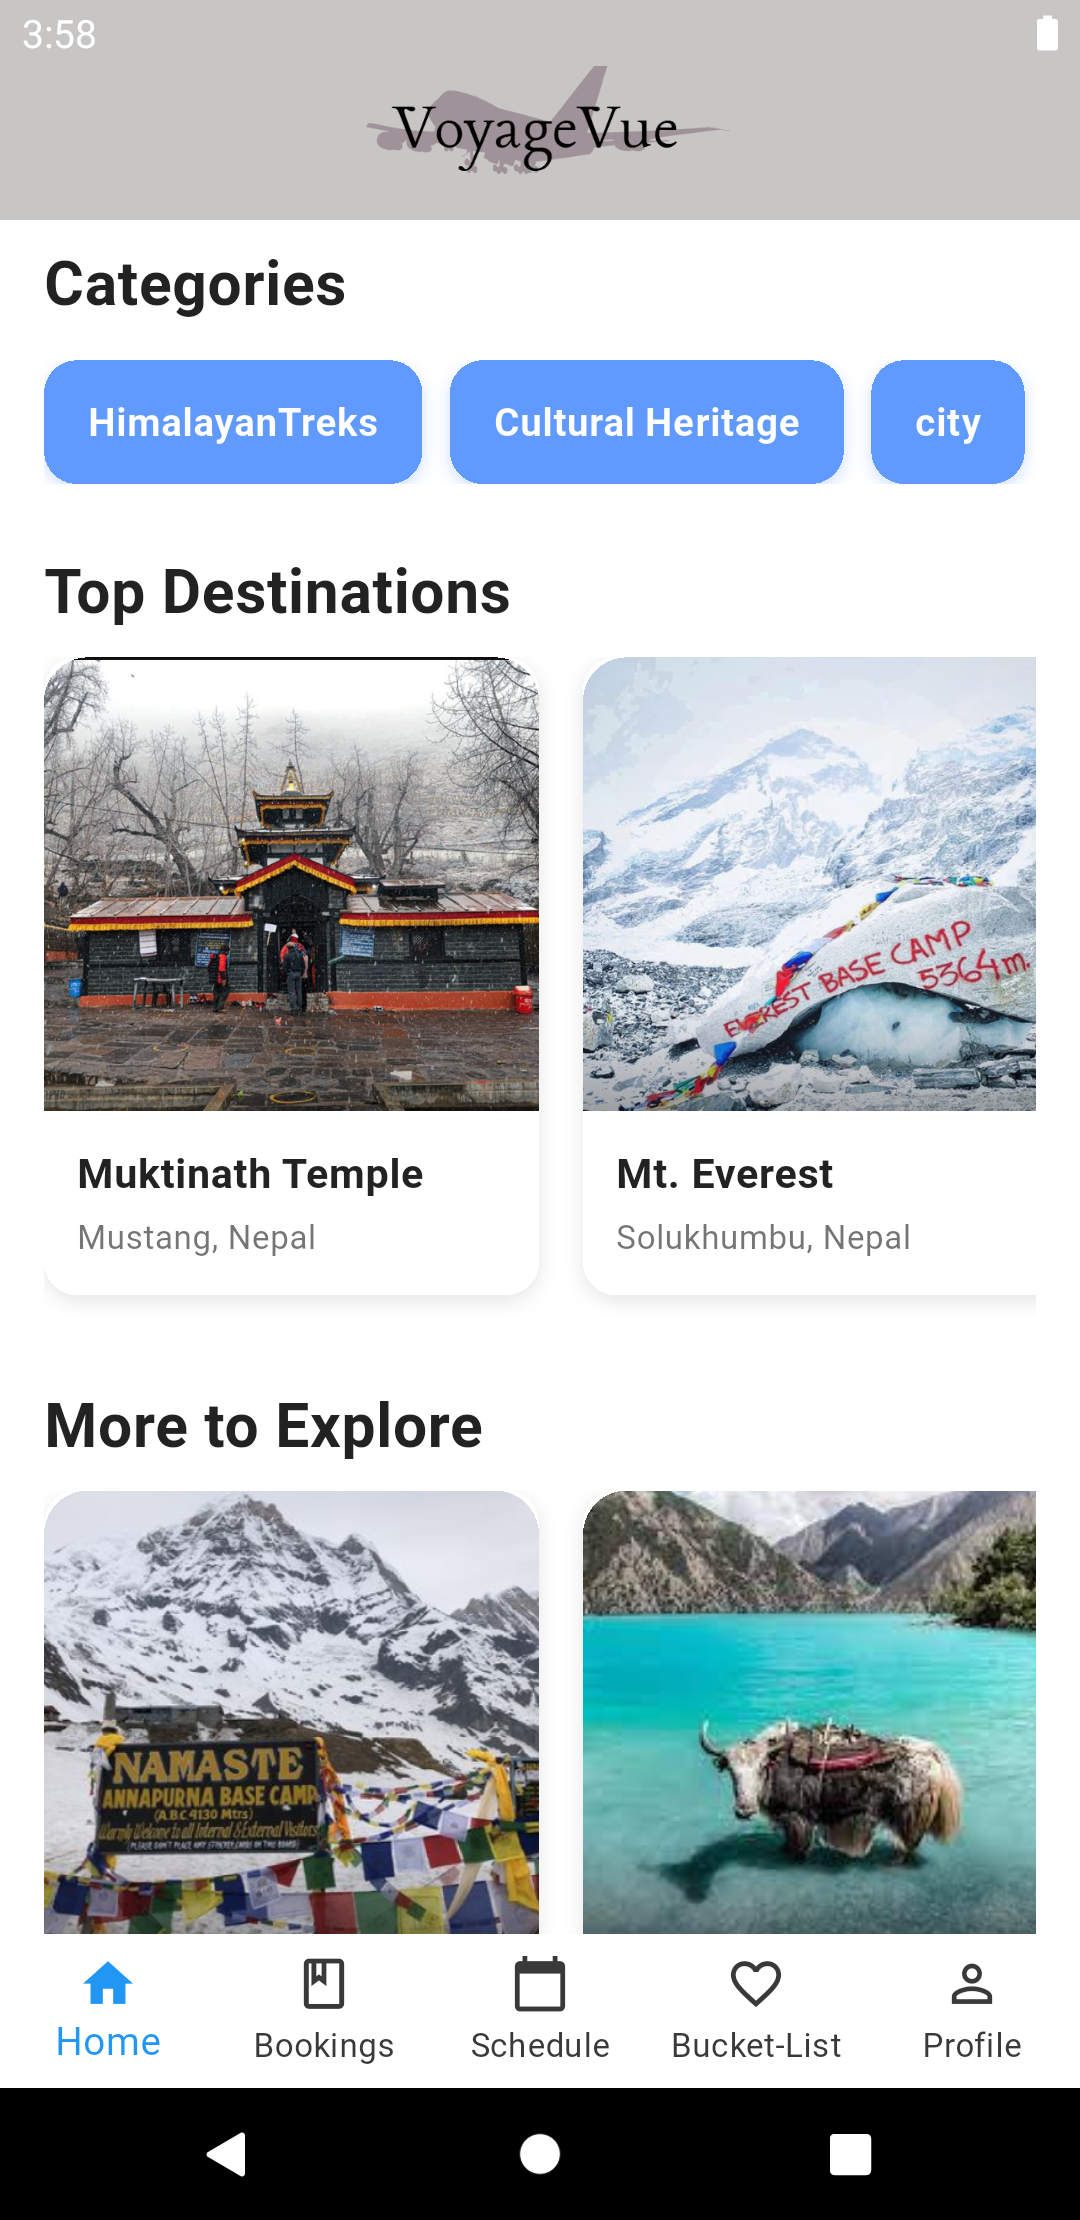 3:58
VoyageVue
Categories
HimalayanTreks
Cultural Heritage
city
Top Destinations
EVEREST BASE CAMP
5364m.
Muktinath Temple
Mustang, Nepal
Mt. Everest
Solukhumbu, Nepal
More to Explore
NAMASTE
ANNAPURNA BASE CAMP
(A.B.C 4130 Mtrs)
Warmly Welcome to all Internal & External Visitors
Home
Bookings
Schedule
Bucket-List
Profile